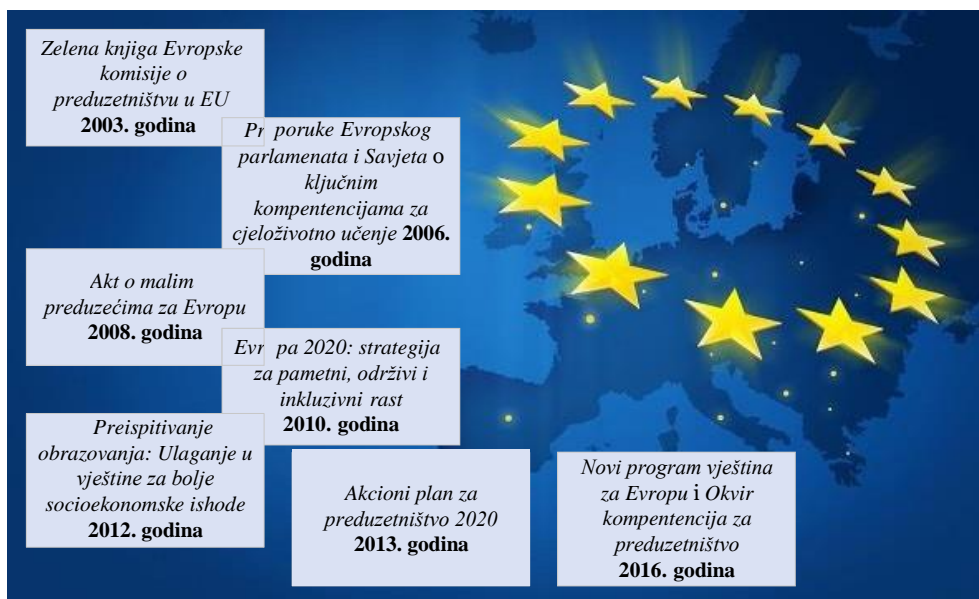 Zelena knjiga Evropske
komisije o
preduzetništvu u EU
2003. godina
Pr poruke Evropskog
parlamenata i Savjeta o
ključnim
kompentencijama za
cjeloživotno učenje 2006.
godina
Akt o malim
preduzećima za Evropu
2008. godina
Evr pa 2020: strategija
za pametni, održivi i
inkluzivni rast
2010. godina
Preispitivanje
obrazovanja: Ulaganje u
vještine za bolje
socioekonomske ishode
2012. godina
Akcioni plan za
preduzetništvo 2020
2013. godina
Novi program vještina
za Evropu i Okvir
kompentencija za
preduzetništvo
2016. godina